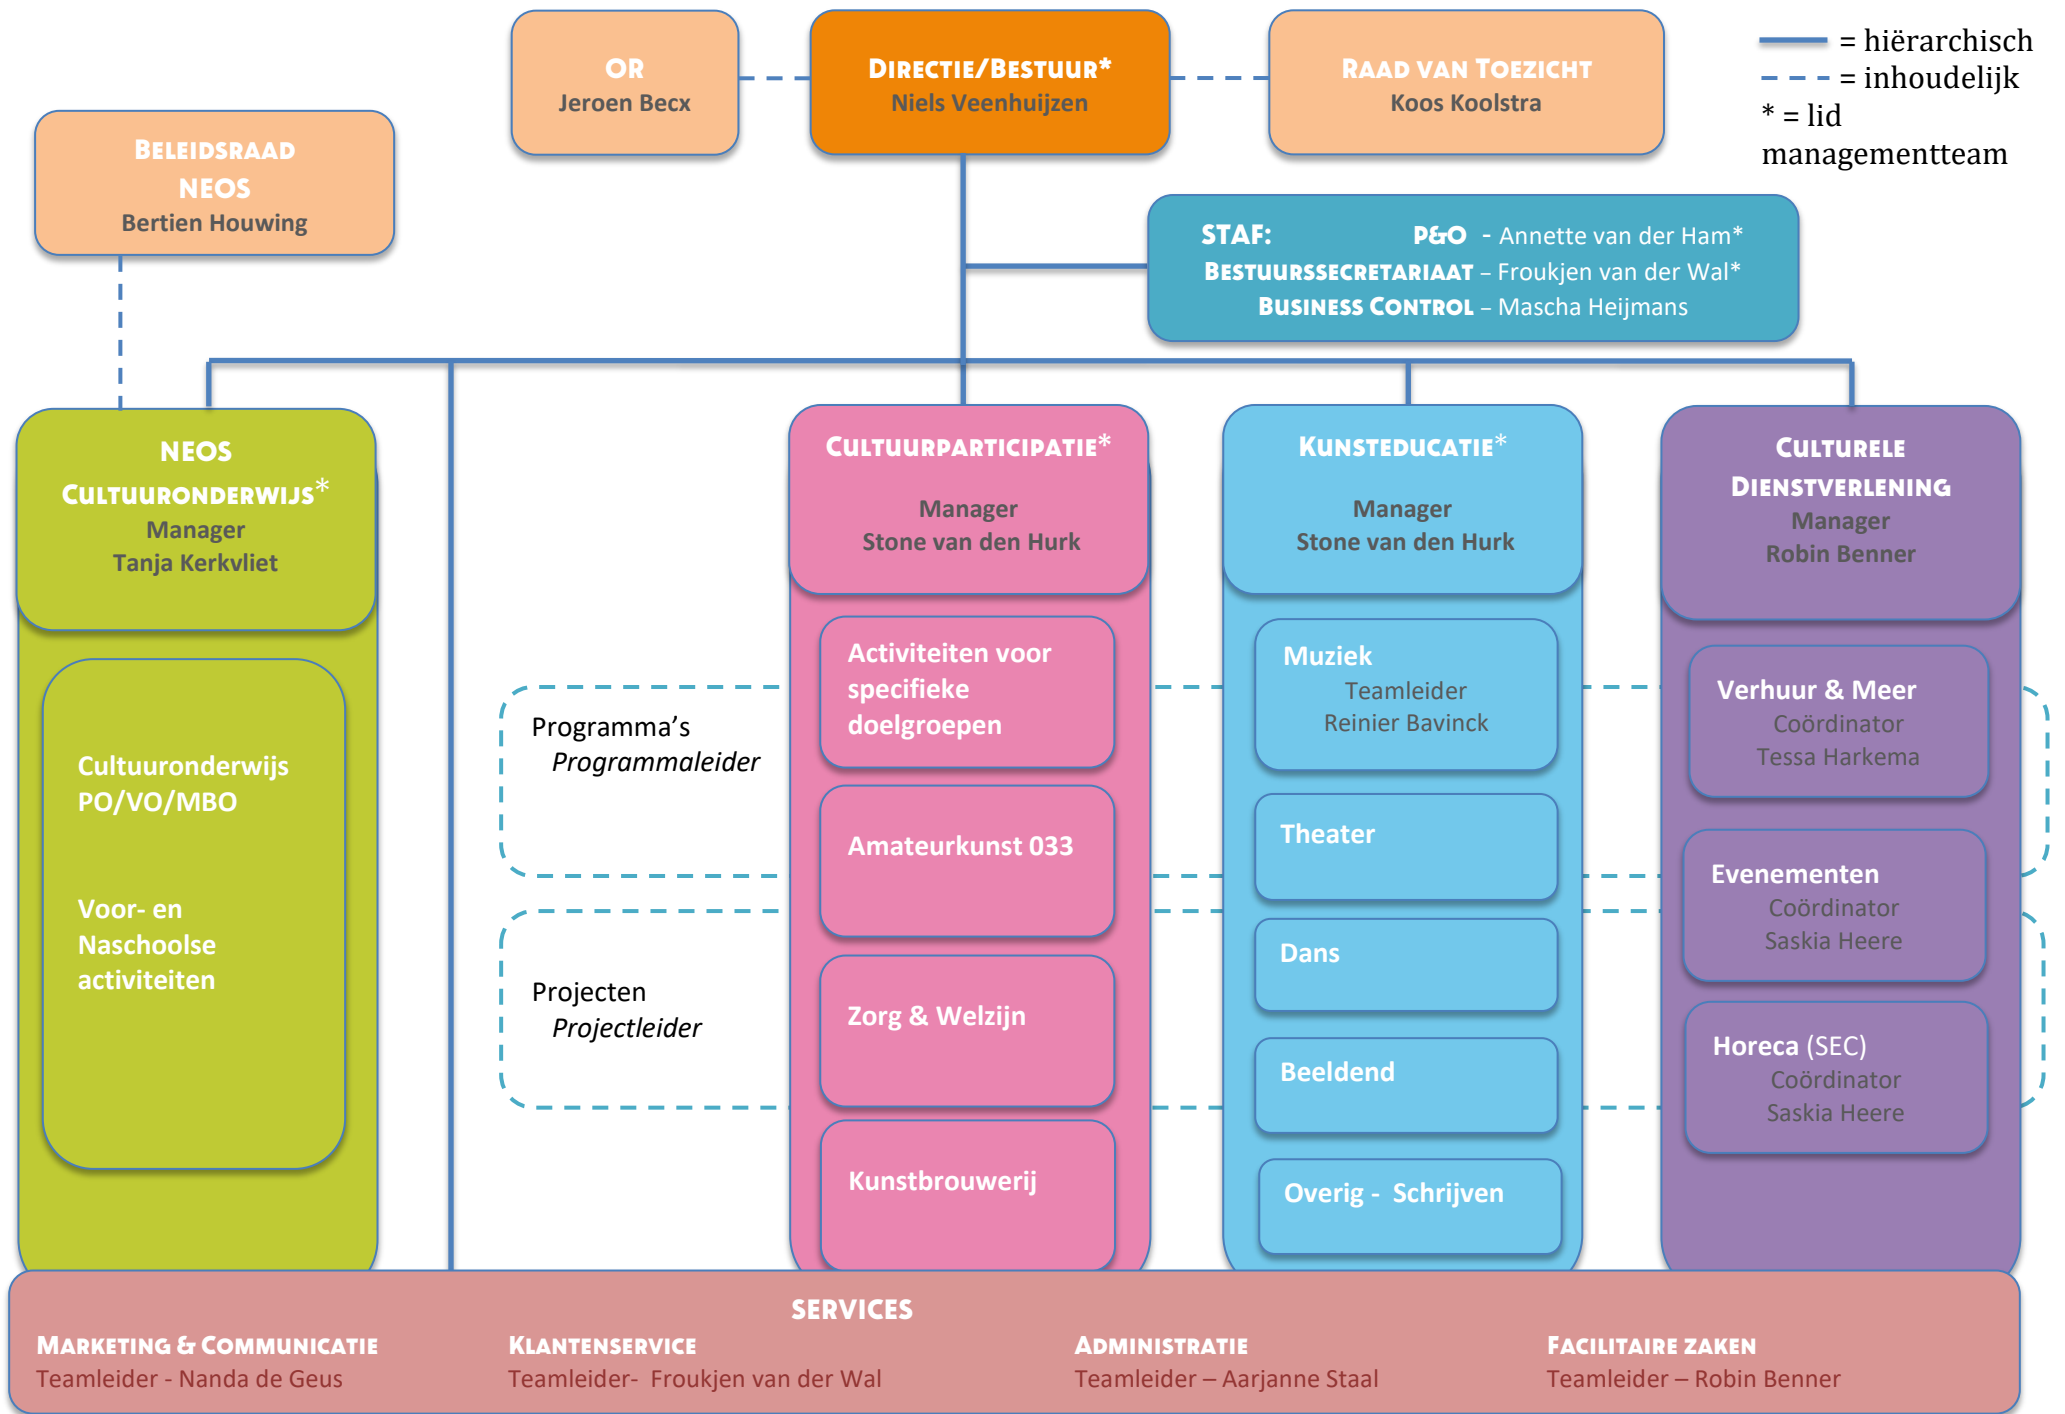 OR
Jeroen Becx
DIRECTIE/BESTUUR*
Niels Veenhuijzen
RAAD VAN TOEZICHT
Koos Koolstra
= hiërarchisch
= inhoudelijk
* = lid
managementteam
BELEIDSRAAD
NEOS
Bertien Houwing
STAF: P&O - Annette van der Ham*
BESTUURSSECRETARIAAT – Froukjen van der Wal*
BUSINESS CONTROL – Mascha Heijmans
NEOS
CULTUURONDERWIJS*
Manager
Tanja Kerkvliet
Cultuuronderwijs
PO/VO/MBO
Voor- en
Naschoolse
activiteiten
Programma’s
Programmaleider
Projecten
Projectleider
CULTUURPARTICIPATIE*
Manager
Stone van den Hurk
Activiteiten voor
specifieke
doelgroepen
Amateurkunst 033
Zorg & Welzijn
Kunstbrouwerij
KUNSTEDUCATIE*
Manager
Stone van den Hurk
Muziek
Teamleider
Reinier Bavinck
Theater
Dans
Beeldend
Overig - Schrijven
CULTURELE
DIENSTVERLENING
Manager
Robin Benner
Verhuur & Meer
Coördinator
Tessa Harkema
Evenementen
Coördinator
Saskia Heere
Horeca (SEC)
Coördinator
Saskia Heere
SERVICES
MARKETING & COMMUNICATIE
Teamleider - Nanda de Geus
KLANTENSERVICE
Teamleider- Froukjen van der Wal
ADMINISTRATIE
Teamleider – Aarjanne Staal
FACILITAIRE ZAKEN
Teamleider – Robin Benner